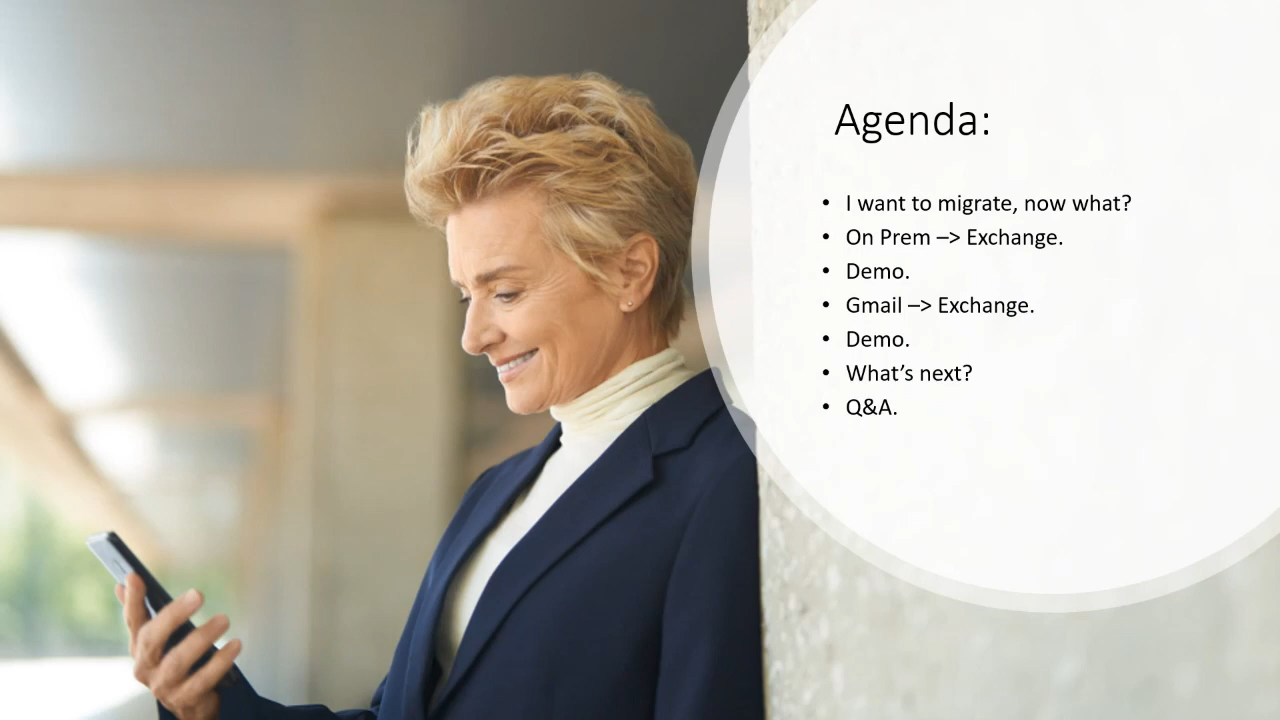 Agenda:
• I want to migrate, now what?
• On Prem –> Exchange.
• Demo.
• Gmail –> Exchange.
• Demo.
• What’s next?
• Q&A.